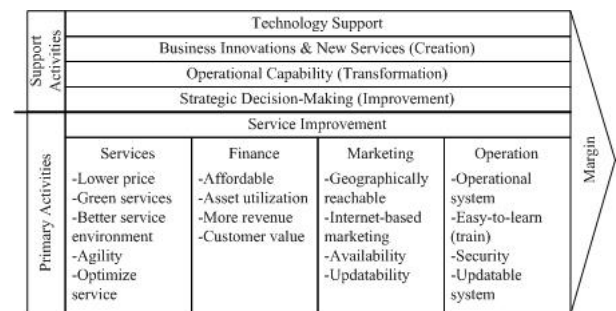 Support Activities
Technology Support
Business Innovations & New Services (Creation)
Operational Capability (Transformation)
Strategic Decision-Making (Improvement)
Primary Activities
Service Improvement
Services
-Lower price
-Green services
-Better service
environment
-Agility
-Optimize
service
Finance
-Affordable
-Asset utilization
-More revenue
-Customer value
Marketing
-Geographically
reachable
-Internet-based
marketing
-Availability
-Updatability
Operation
-Operational
system
-Easy-to-learn
(train)
-Security
-Updatable
system
Margin